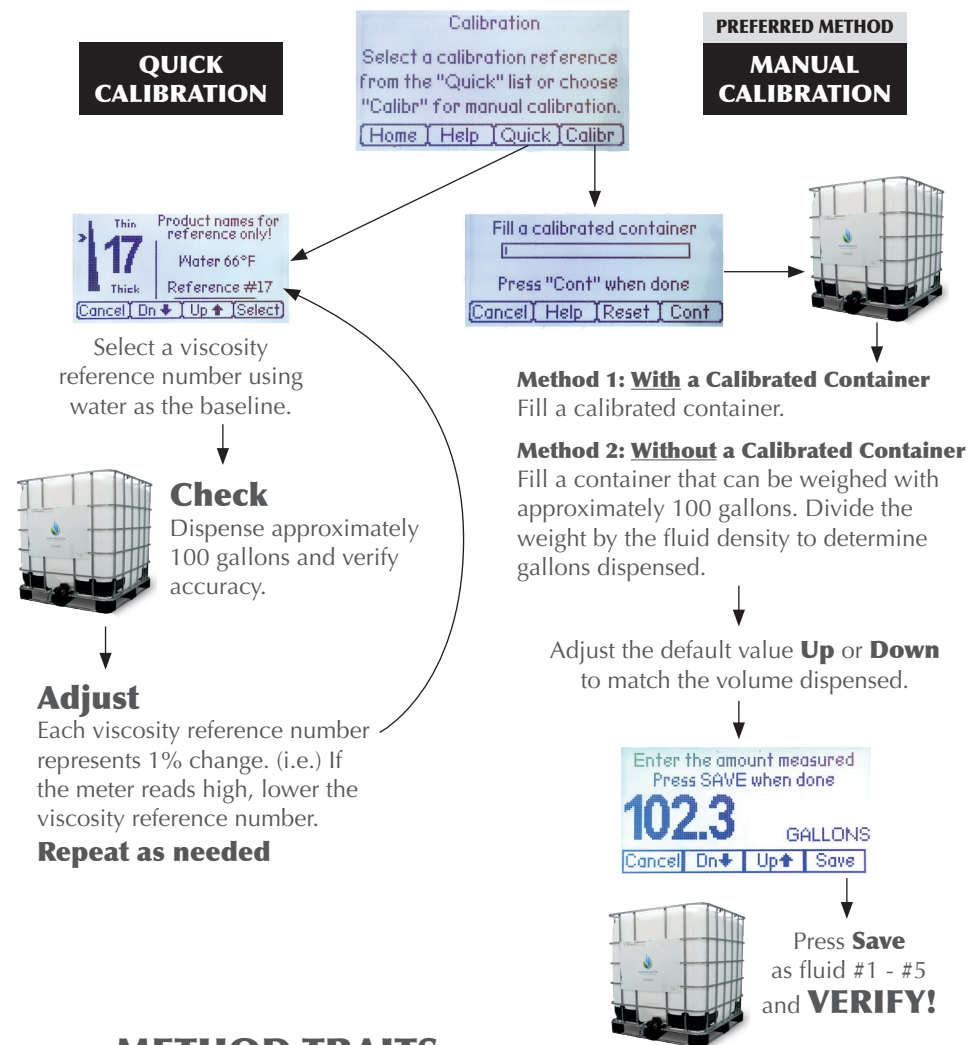 Calibration
Select a calibration reference
from the "Quick" list or choose
"Calibr" for manual calibration.
Home Help Quick Calibr
QUICK
CALIBRATION
PREFERRED METHOD
MANUAL
CALIBRATION
Thin
17
Thick
Product names for
reference only!
Water 66°F
Reference #17
Cancel Dn Up Select
Select a viscosity
reference number using
water as the baseline.
Check
Dispense approximately
100 gallons and verify
accuracy.
Adjust
Each viscosity reference number
represents 1% change. (i.e.) If
the meter reads high, lower the
viscosity reference number.
Repeat as needed
Fill a calibrated container
Press "Cont" when done
Cancel Help Reset Cont
Method 1: With a Calibrated Container
Fill a calibrated container.
Method 2: Without a Calibrated Container
Fill a container that can be weighed with
approximately 100 gallons. Divide the
weight by the fluid density to determine
gallons dispensed.
Adjust the default value Up or Down
to match the volume dispensed.
Enter the amount measured
Press SAVE when done
102.3 GALLONS
Cancel Dn Up Save
Press Save
as fluid #1 - #5
and VERIFY!
METHOD TRAITS